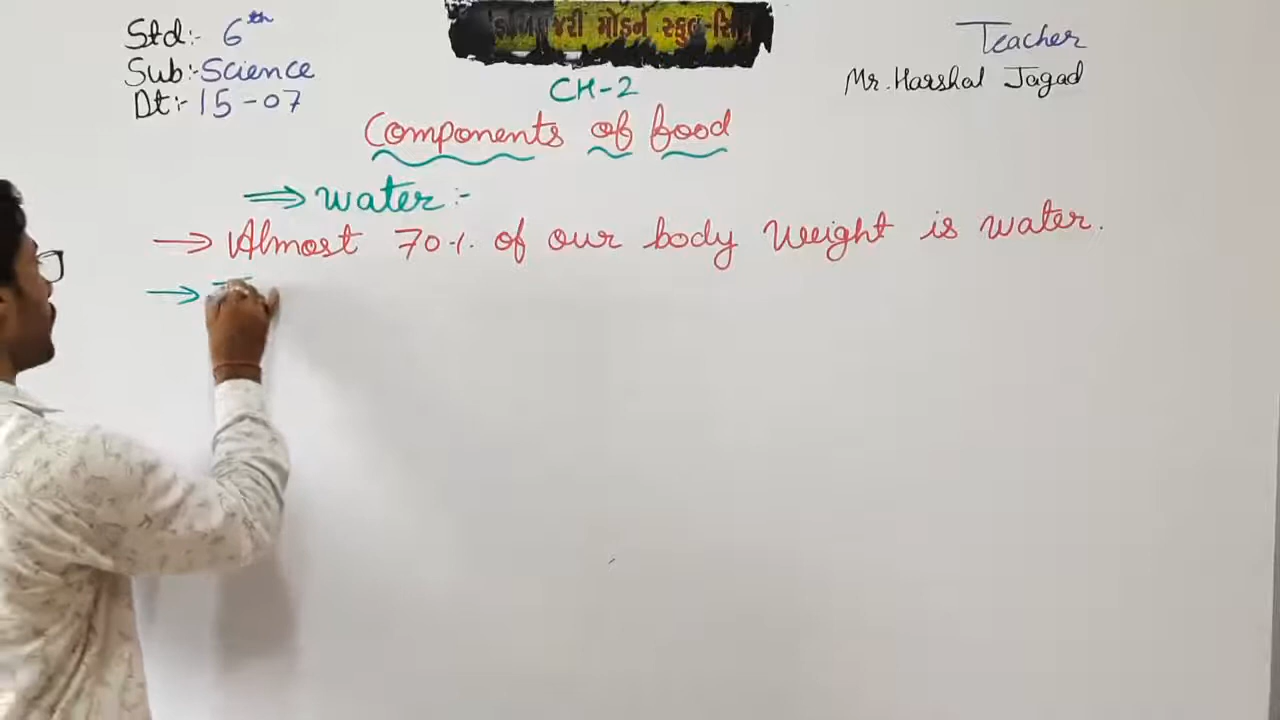 Std:- 6th
Sub:- Science
Dt:- 15-07
મોડર્ન સ્કુલ
Teacher
Mr. Harshal Jagad
CH-2
Components of food
⇒ water :-
→ Almost 70% of our body weight is water.
→